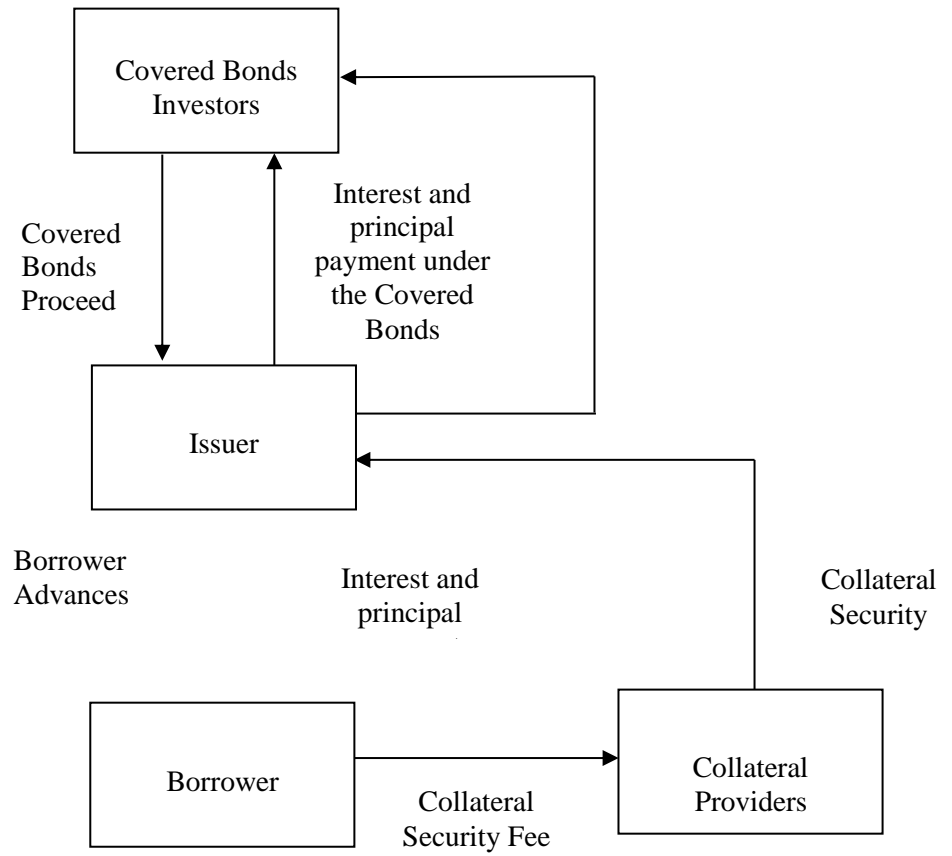 Covered Bonds
Investors
Covered
Bonds
Proceed
Interest and
principal
payment under
the Covered
Bonds
Issuer
Borrower
Advances
Interest and
principal
Collateral
Security
Borrower
Collateral
Security Fee
Collateral
Providers